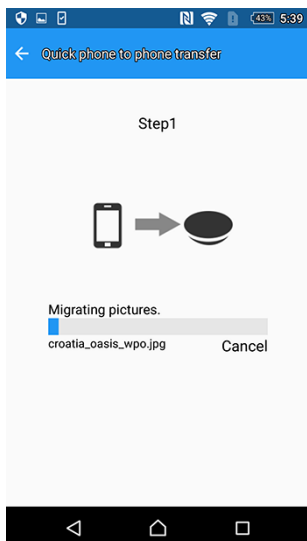 43% 5:39
Quick phone to phone transfer
Step1
Migrating pictures.
croatia_oasis_wpo.jpg
Cancel